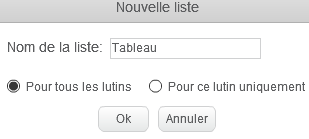 Nouvelle liste
Nom de la liste: Tableau
Pour tous les lutins Pour ce lutin uniquement
Ok Annuler